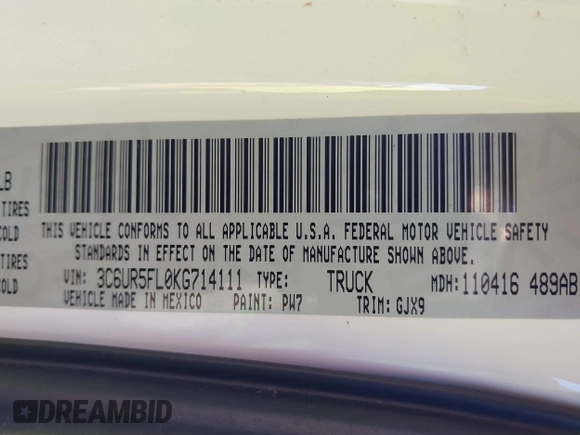 LB
TIRES
COLD
TIRES
COLD
THIS VEHICLE CONFORMS TO ALL APPLICABLE U.S.A. FEDERAL MOTOR VEHICLE SAFETY
STANDARDS IN EFFECT ON THE DATE OF MANUFACTURE SHOWN ABOVE.
VIN: 3C6UR5FL0KG714111 TYPE: TRUCK MDH: 110416 489AB
VEHICLE MADE IN MEXICO PAINT: PW7 TRIM: GJX9
DREAMBID